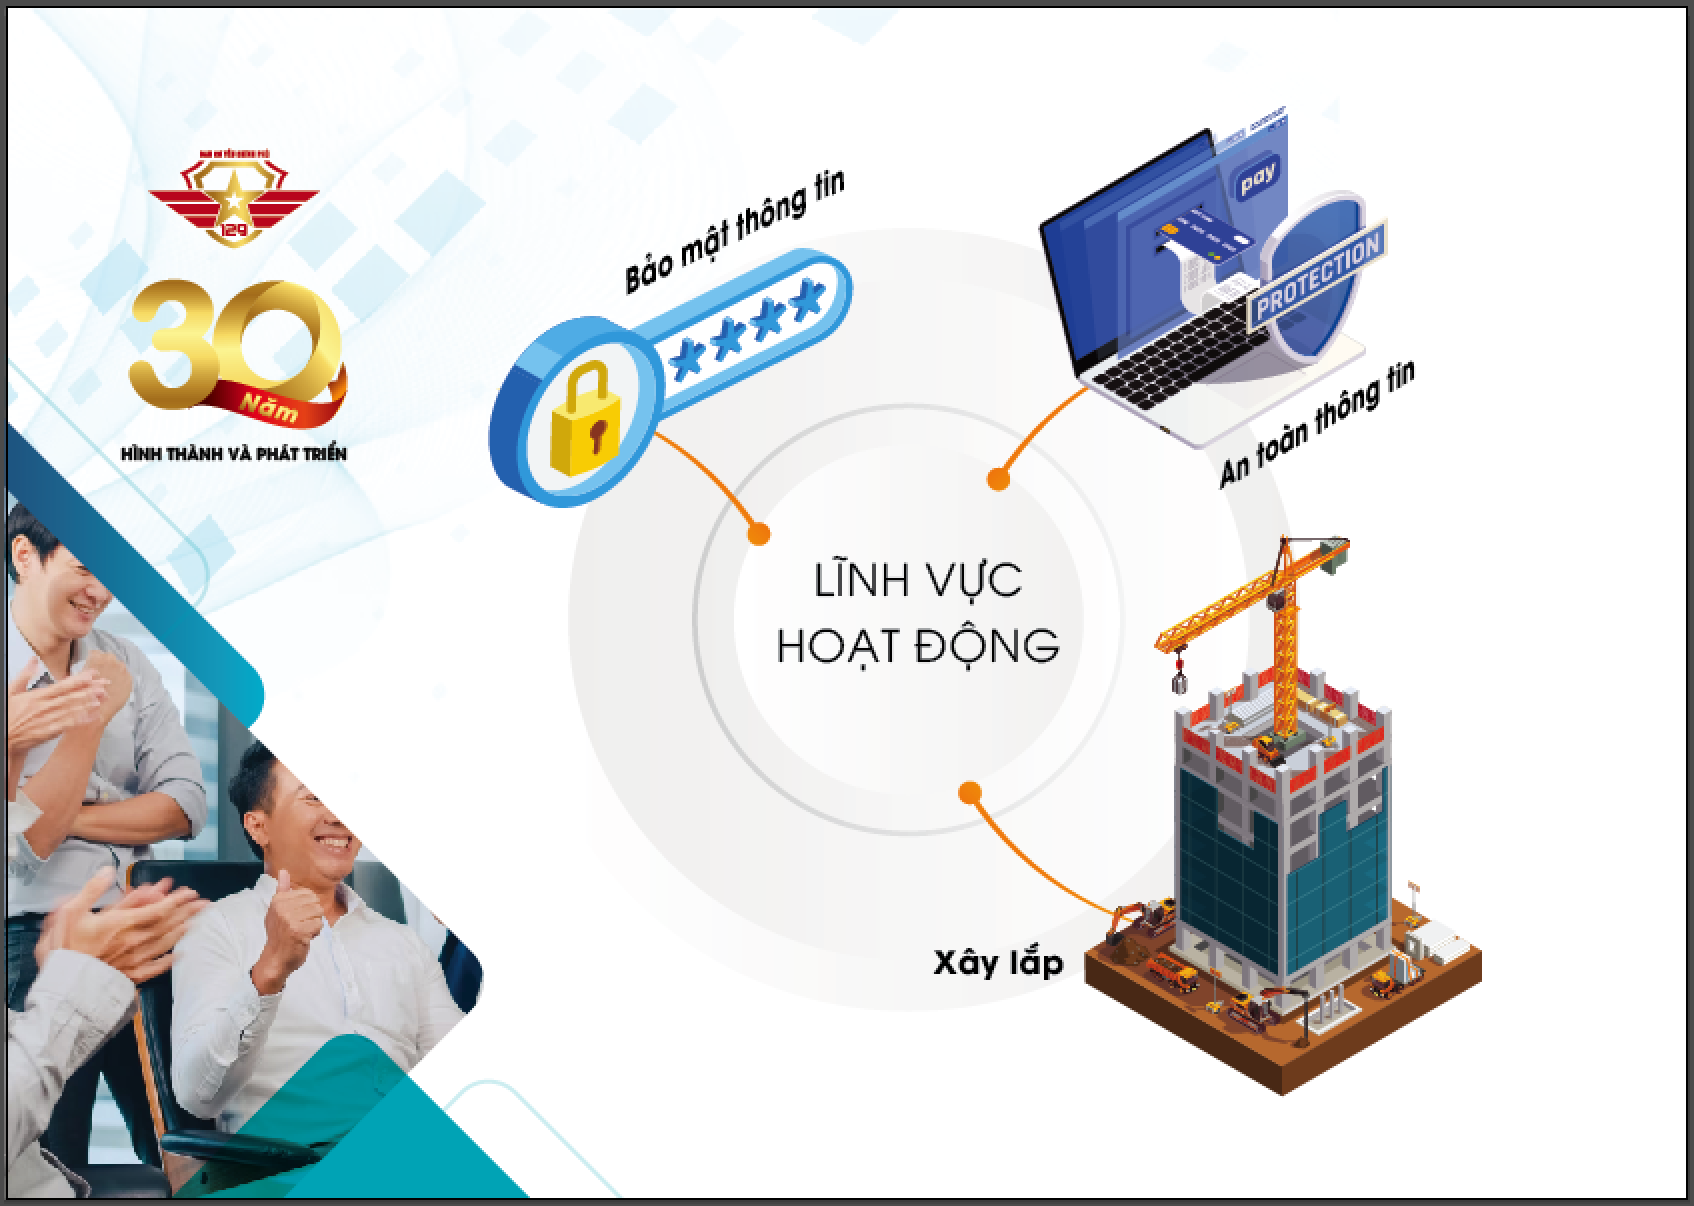 129
30
Năm
HÌNH THÀNH VÀ PHÁT TRIỂN
Bảo mật thông tin
pay
PROTECTION
An toàn thông tin
LĨNH VỰC
HOẠT ĐỘNG
Xây lắp